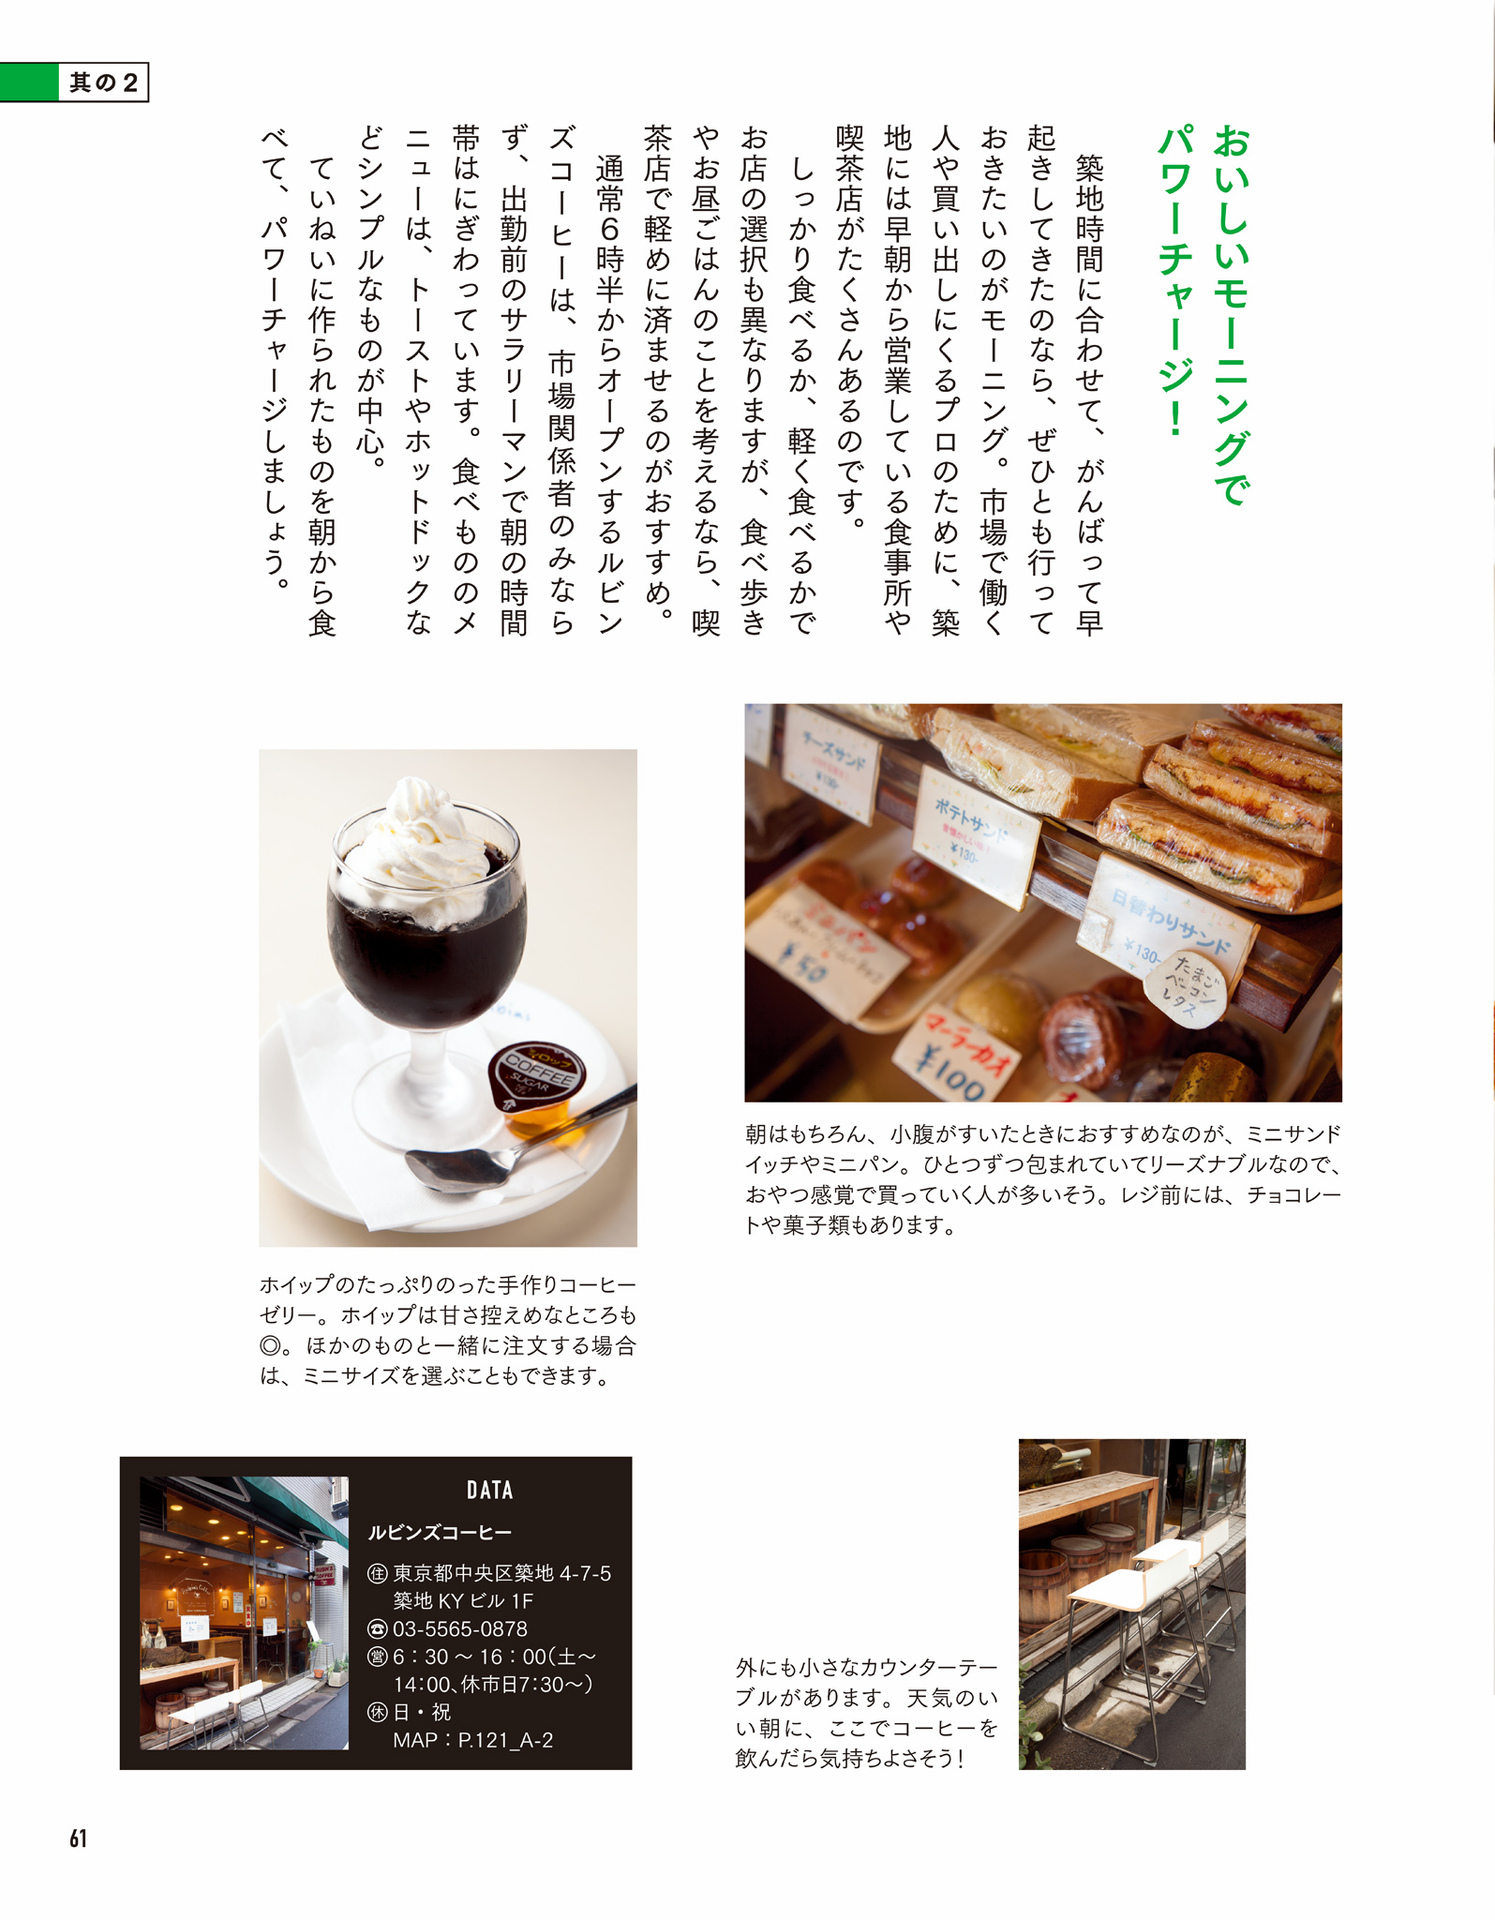 其の2
おいしいモーニングで
パワーチャージ！
築地時間に合わせて、がんばって早
起きしてきたのなら、ぜひとも行って
おきたいのがモーニング。市場で働く
人や買い出しにくるプロのために、築
地には早朝から営業している食事所や
喫茶店がたくさんあるのです。
しっかり食べるか、軽く食べるかで
お店の選択も異なりますが、食べ歩き
やお昼ごはんのことを考えるなら、喫
茶店で軽めに済ませるのがおすすめ。
通常6時半からオープンするルビン
ズコーヒーは、市場関係者のみなら
ず、出勤前のサラリーマンで朝の時間
帯はにぎわっています。食べもののメ
ニューは、トーストやホットドックな
どシンプルなものが中心。
ていねいに作られたものを朝から食
べて、パワーチャージしましょう。
チーズサンド
ポテトサンド
¥130-
日替わりサンド
¥130-
たまご
ベーコン
レタス
¥50
マーラーカオ
¥100
朝はもちろん、小腹がすいたときにおすすめなのが、ミニサンド
イッチやミニパン。ひとつずつ包まれていてリーズナブルなので、
おやつ感覚で買っていく人が多いそう。レジ前には、チョコレー
トや菓子類もあります。
シロップ
COFFEE
SUGAR
ホイップのたっぷりのった手作りコーヒー
ゼリー。ホイップは甘さ控えめなところも
◎。ほかのものと一緒に注文する場合
は、ミニサイズを選ぶこともできます。
外にも小さなカウンターテー
ブルがあります。天気のい
い朝に、ここでコーヒーを
飲んだら気持ちよさそう！
DATA
ルビンズコーヒー
㊟東京都中央区築地 4-7-5
築地 KY ビル 1F
☎03-5565-0878
㊂6：30 〜 16：00（土〜
14：00、休市日7：30〜）
㊡日・祝
MAP：P.121_A-2
61